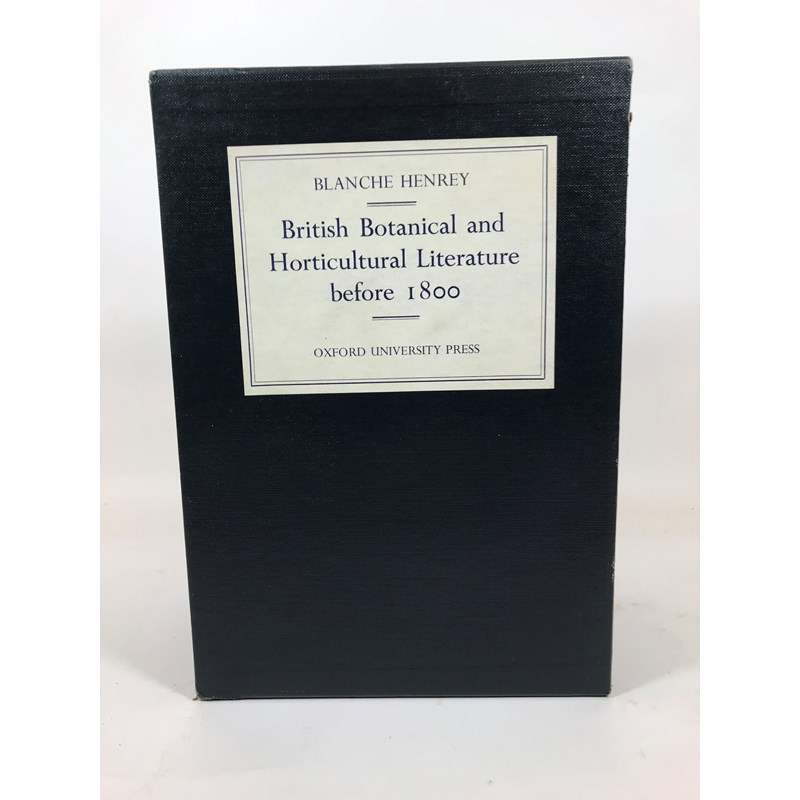 BLANCHE HENREY
British Botanical and
Horticultural Literature
before 1800
OXFORD UNIVERSITY PRESS